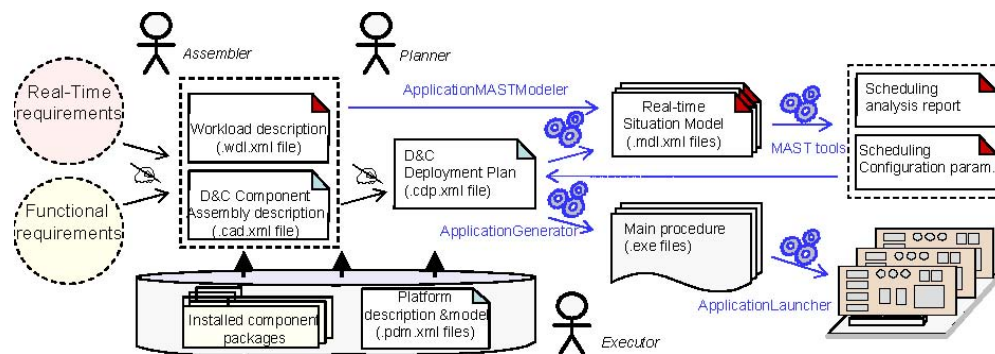 Assembler
Planner
Real-Time
requirements
Functional
requirements
Workload description
(.wdl.xml file)
D&C Component
Assembly description
(.cad.xml file)
ApplicationMASTModeler
D&C
Deployment Plan
(.cdp.xml file)
ApplicationGenerator
Real-time
Situation Model
(.mdl.xml files)
MAST tools
Scheduling
analysis report
Scheduling
Configuration param.
Main procedure
(.exe files)
ApplicationLauncher
Installed component
packages
Platform
description &model
(.pdm.xml files)
Executor